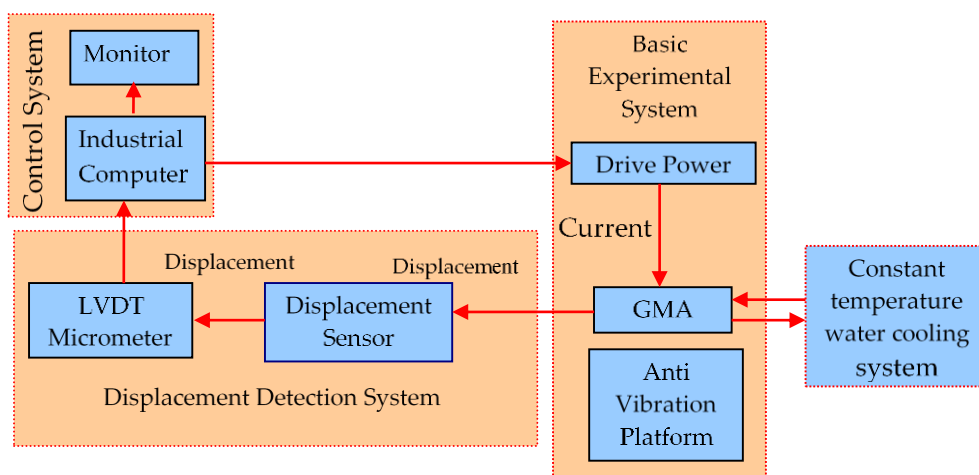 Control System
Monitor
Industrial
Computer
Basic
Experimental
System
Drive Power
Current
GMA
Anti
Vibration
Platform
Constant
temperature
water cooling
system
Displacement
Displacement
LVDT
Micrometer
Displacement
Sensor
Displacement Detection System